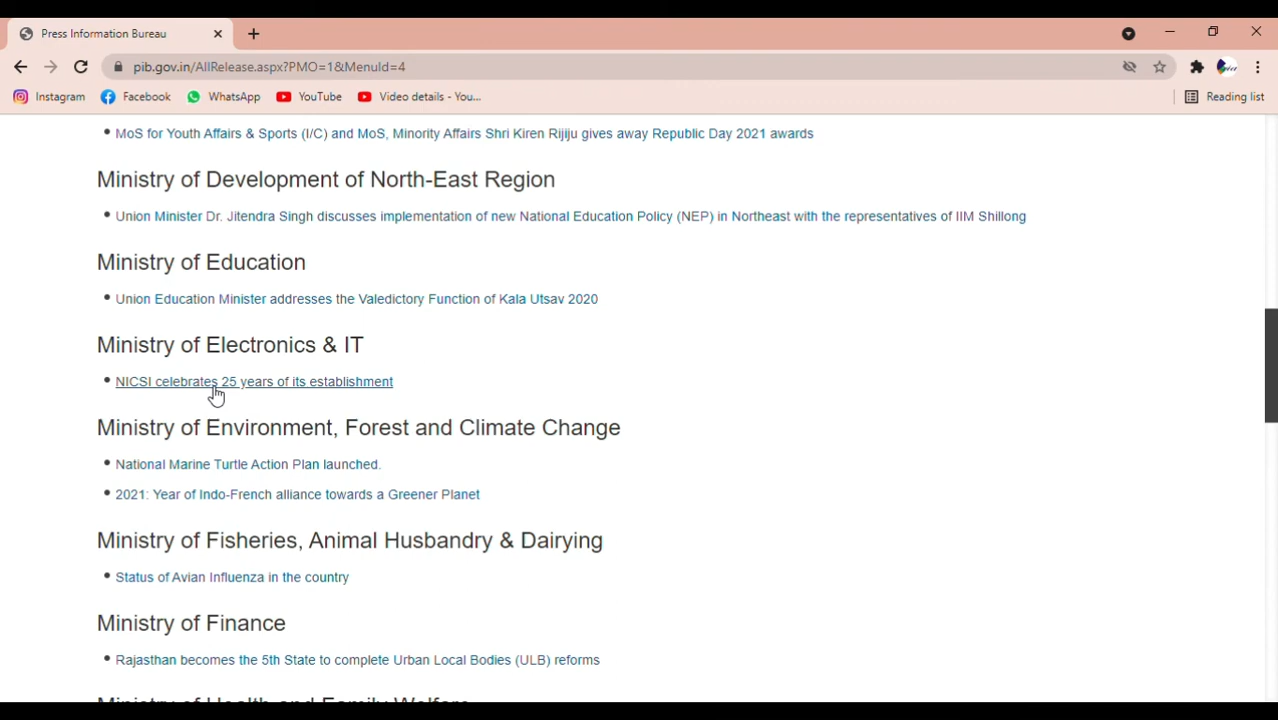 Press Information Bureau
pib.gov.in/AllRelease.aspx?PMO=1&MenuId=4
Instagram Facebook WhatsApp YouTube Video details - You... Reading list
MoS for Youth Affairs & Sports (I/C) and MoS, Minority Affairs Shri Kiren Rijiju gives away Republic Day 2021 awards
Ministry of Development of North-East Region
Union Minister Dr. Jitendra Singh discusses implementation of new National Education Policy (NEP) in Northeast with the representatives of IIM Shillong
Ministry of Education
Union Education Minister addresses the Valedictory Function of Kala Utsav 2020
Ministry of Electronics & IT
NICSI celebrates 25 years of its establishment
Ministry of Environment, Forest and Climate Change
National Marine Turtle Action Plan launched.
2021: Year of Indo-French alliance towards a Greener Planet
Ministry of Fisheries, Animal Husbandry & Dairying
Status of Avian Influenza in the country
Ministry of Finance
Rajasthan becomes the 5th State to complete Urban Local Bodies (ULB) reforms
Ministry of Health and Family Welfare